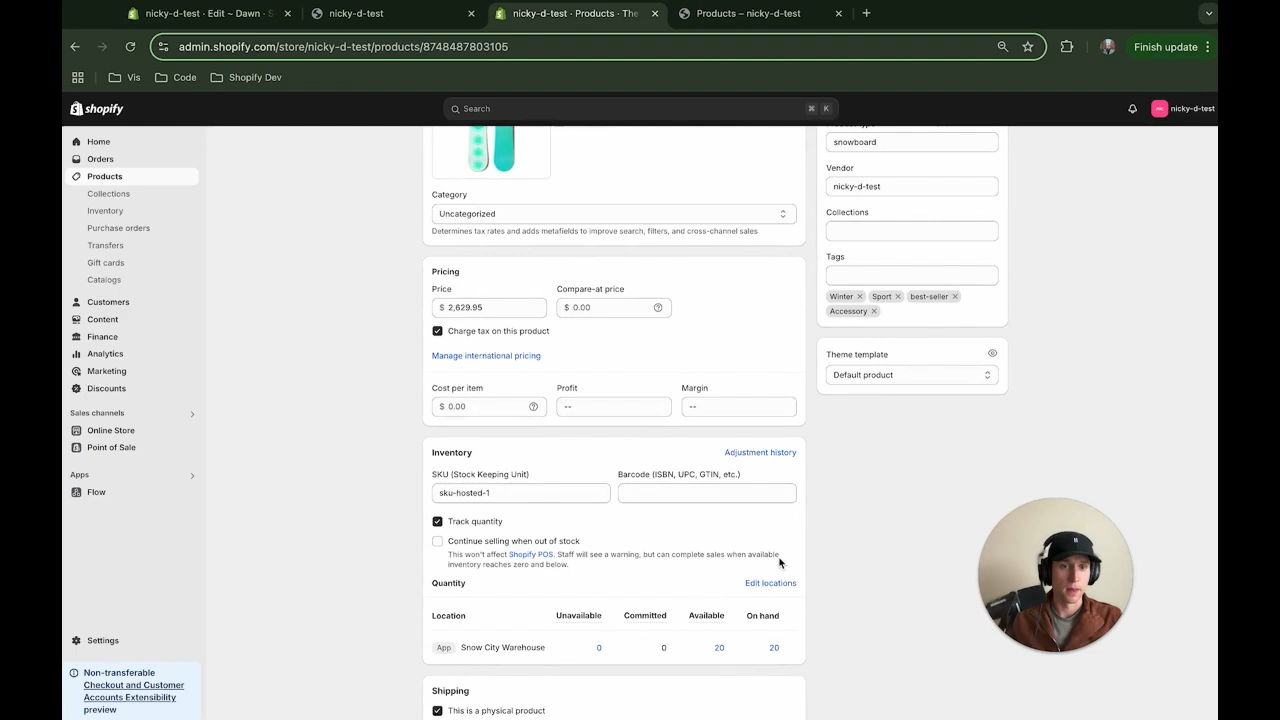 nicky-d-test · Edit ~ Dawn · S
nicky-d-test
nicky-d-test · Products · The
Products – nicky-d-test
admin.shopify.com/store/nicky-d-test/products/8748487803105
Finish update
Vis
Code
Shopify Dev
shopify
Search
⌘ K
nicky-d-test
Home
Orders
Products
Collections
Inventory
Purchase orders
Transfers
Gift cards
Catalogs
Customers
Content
Finance
Analytics
Marketing
Discounts
Sales channels
Online Store
Point of Sale
Apps
Flow
Settings
Non-transferable
Checkout and Customer
Accounts Extensibility
preview
Category
Uncategorized
Determines tax rates and adds metafields to improve search, filters, and cross-channel sales
Pricing
Price
Compare-at price
$ 2,629.95
$ 0.00
Charge tax on this product
Manage international pricing
Cost per item
Profit
Margin
$ 0.00
--
--
Inventory
Adjustment history
SKU (Stock Keeping Unit)
Barcode (ISBN, UPC, GTIN, etc.)
sku-hosted-1
Track quantity
Continue selling when out of stock
This won't affect Shopify POS. Staff will see a warning, but can complete sales when available
inventory reaches zero and below.
Quantity
Edit locations
Location
Unavailable
Committed
Available
On hand
App
Snow City Warehouse
0
0
20
20
Shipping
This is a physical product
snowboard
Vendor
nicky-d-test
Collections
Tags
Winter
Sport
best-seller
Accessory
Theme template
Default product